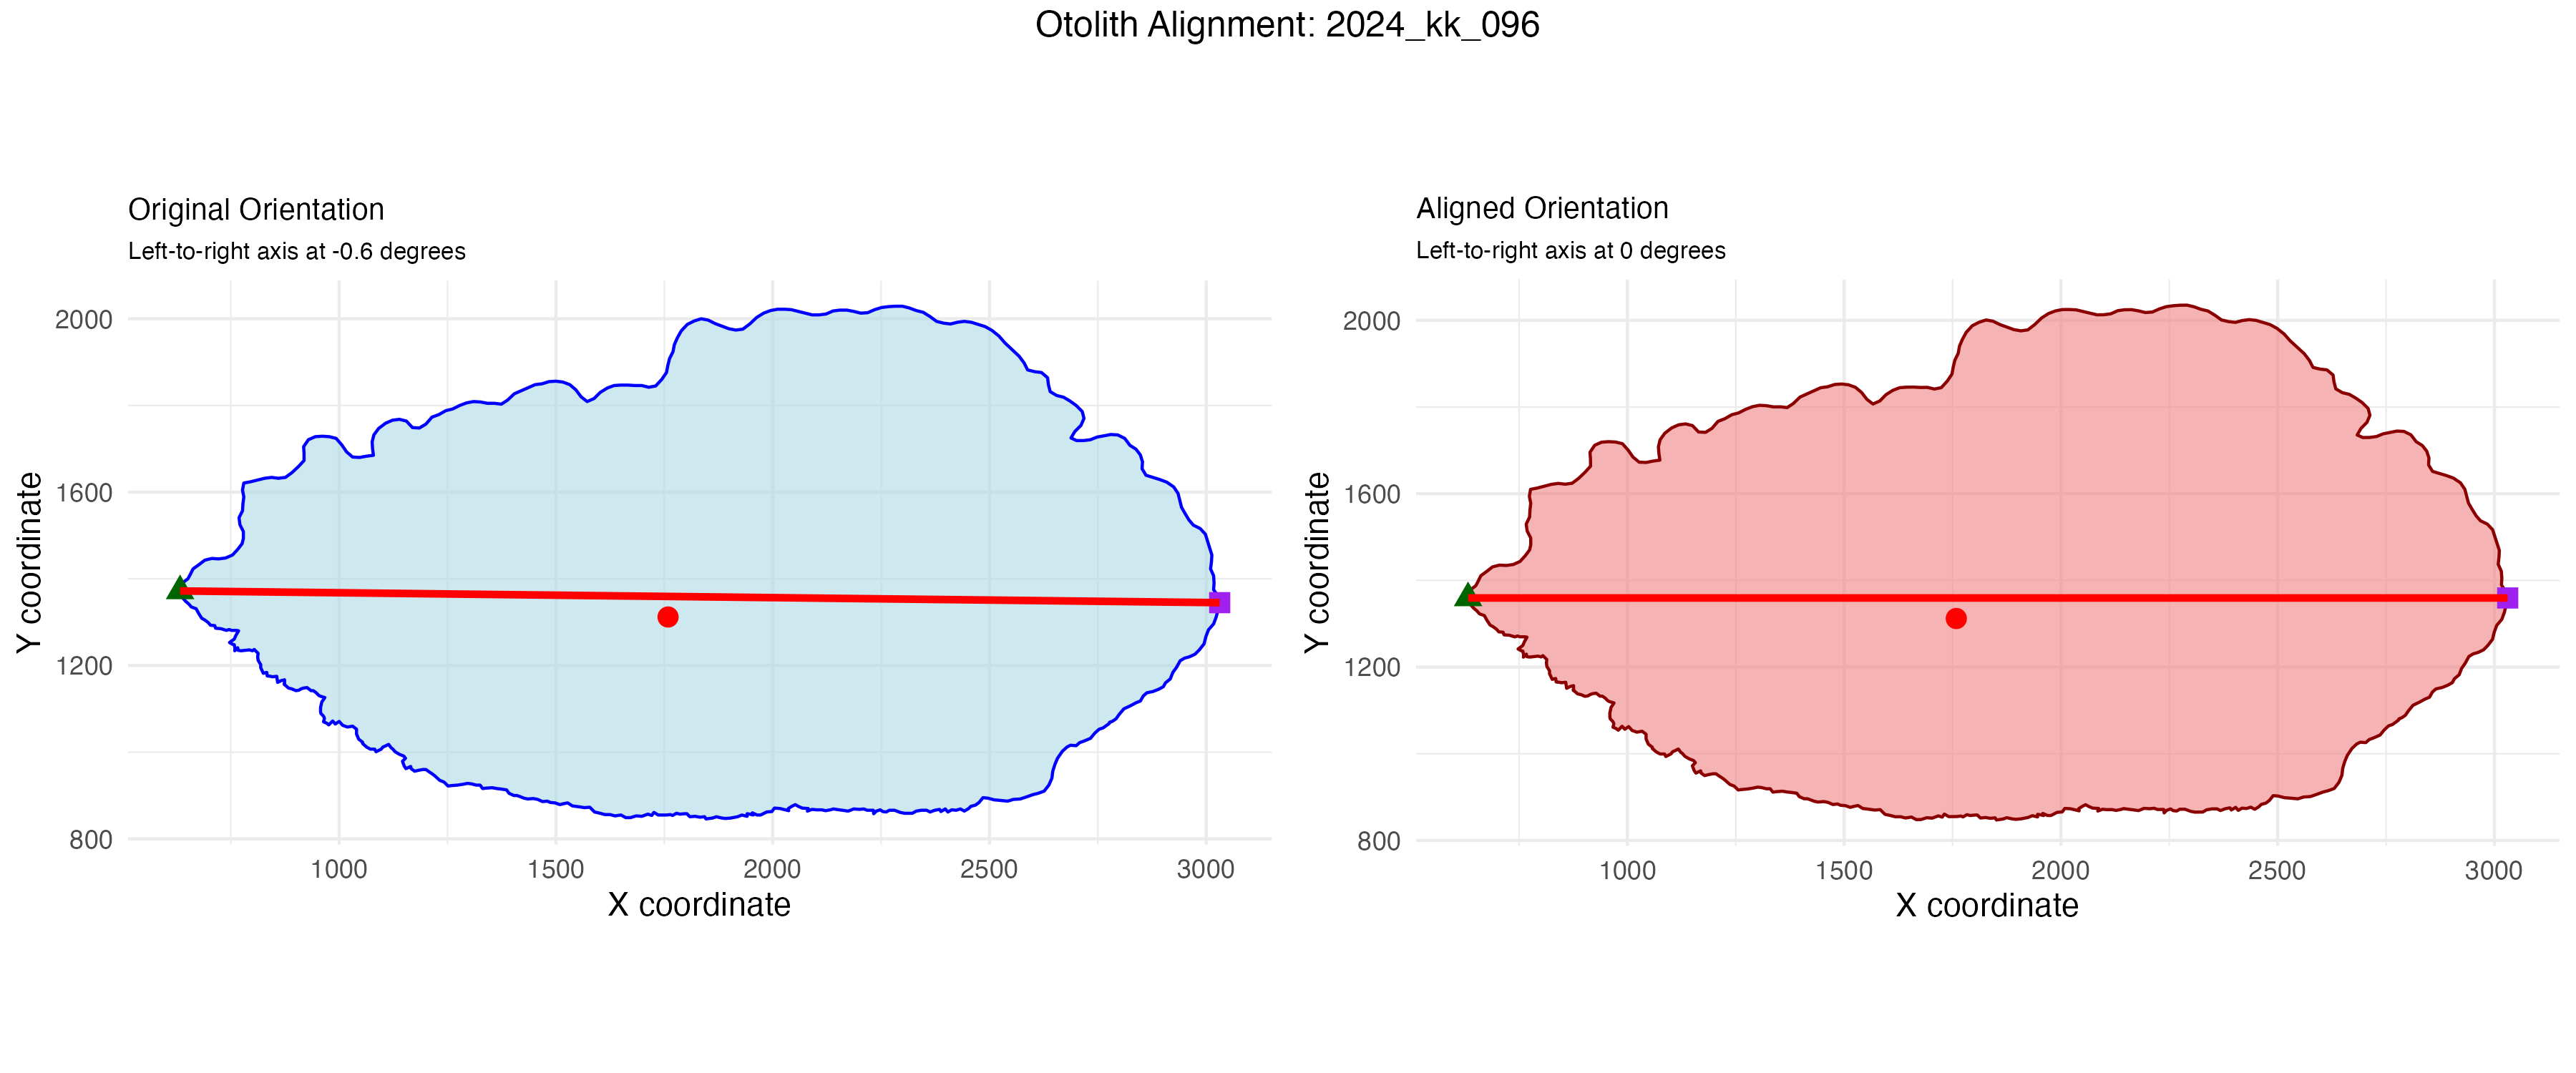 Otolith Alignment: 2024_kk_096
Original Orientation
Left-to-right axis at -0.6 degrees
2000
1600
1200
800
Y coordinate
1000 1500 2000 2500 3000
X coordinate
Aligned Orientation
Left-to-right axis at 0 degrees
2000
1600
1200
800
Y coordinate
1000 1500 2000 2500 3000
X coordinate